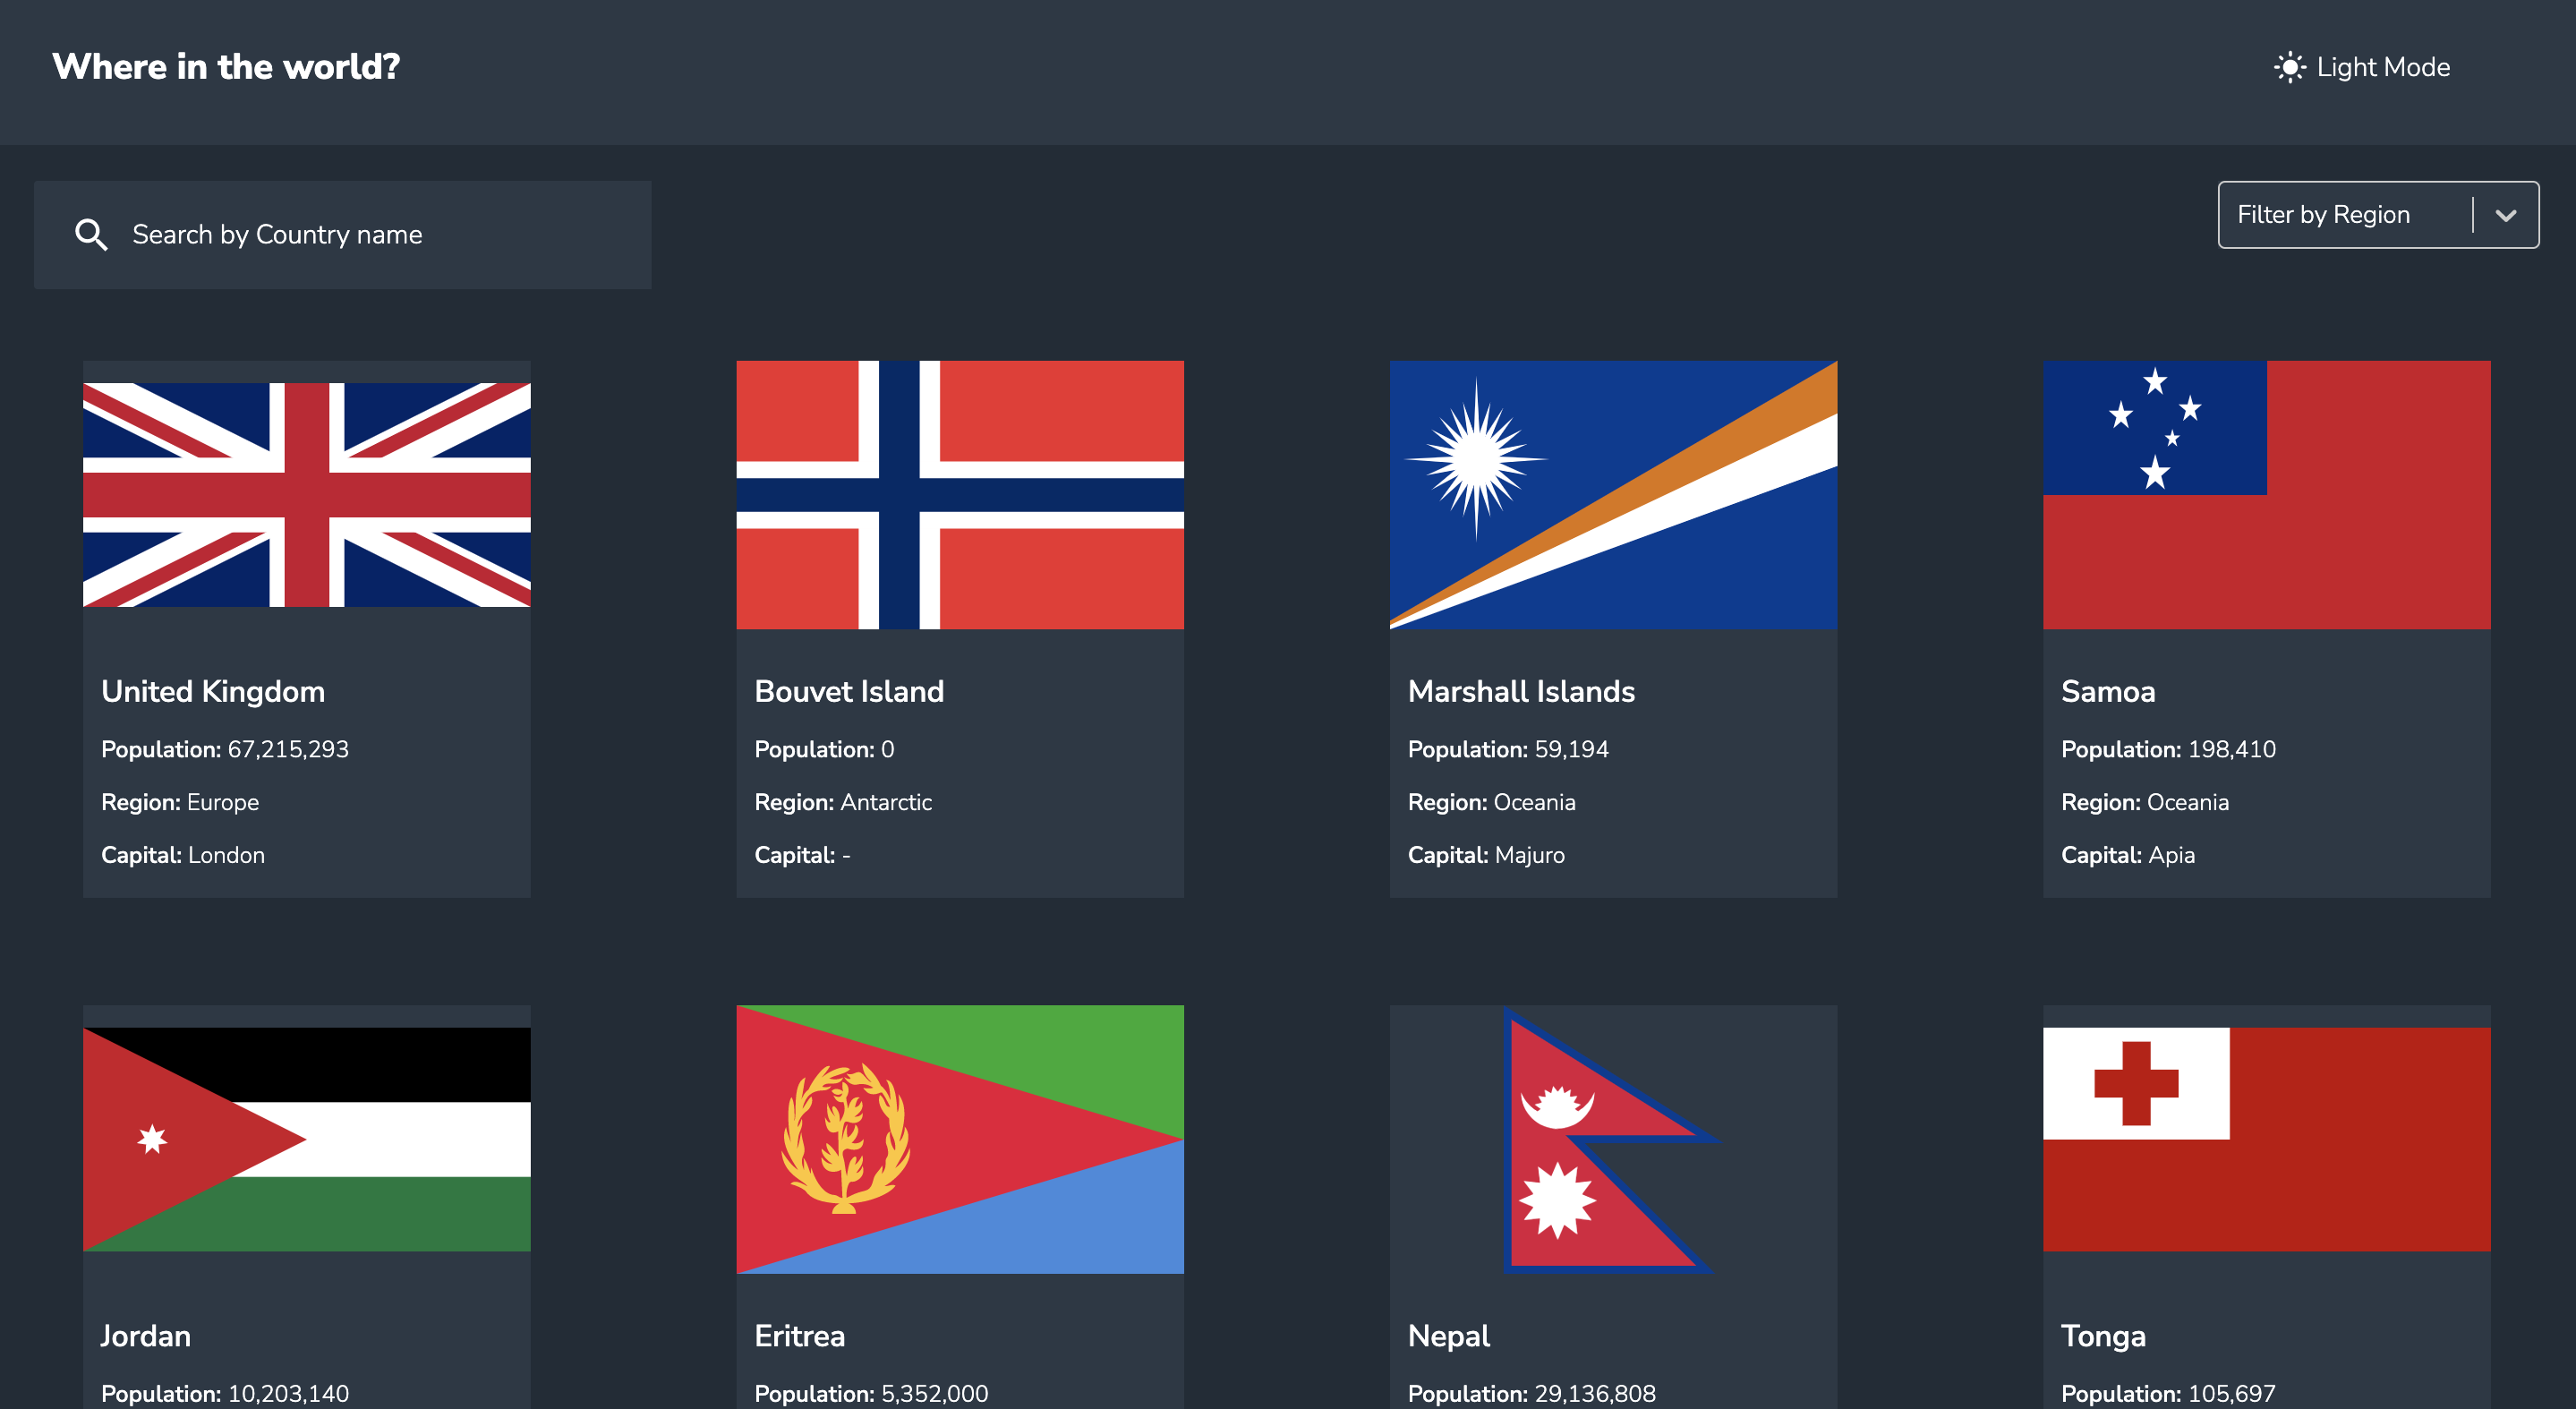 Where in the world?
Light Mode
Search by Country name
Filter by Region
United Kingdom
Population: 67,215,293
Region: Europe
Capital: London
Bouvet Island
Population: 0
Region: Antarctic
Capital: -
Marshall Islands
Population: 59,194
Region: Oceania
Capital: Majuro
Samoa
Population: 198,410
Region: Oceania
Capital: Apia
Jordan
Population: 10,203,140
Eritrea
Population: 5,352,000
Nepal
Population: 29,136,808
Tonga
Population: 105,697